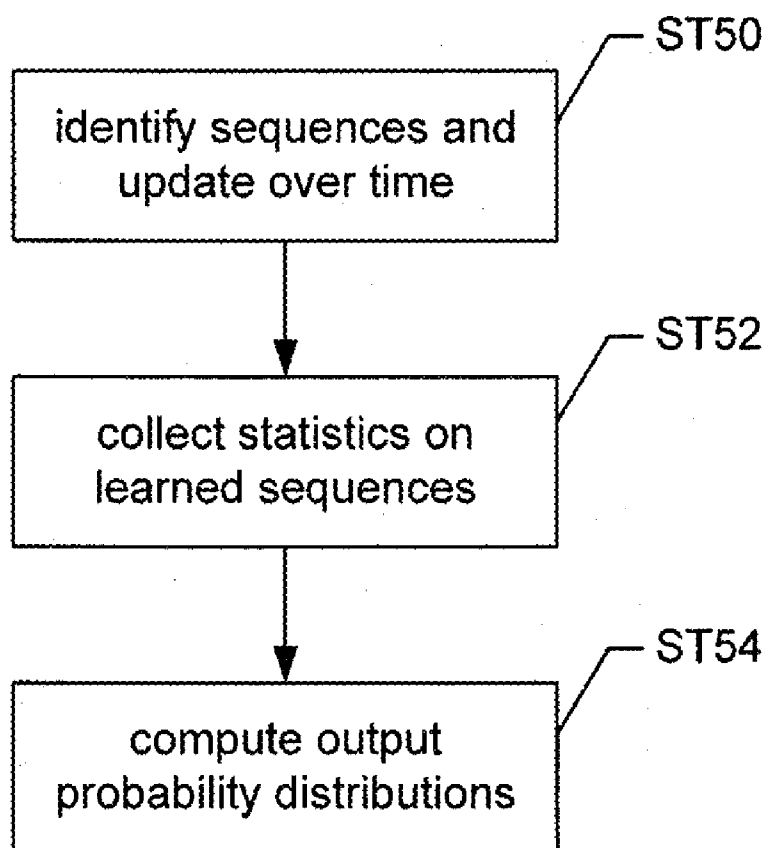 ST50
identify sequences and
update over time
ST52
collect statistics on
learned sequences
ST54
compute output
probability distributions